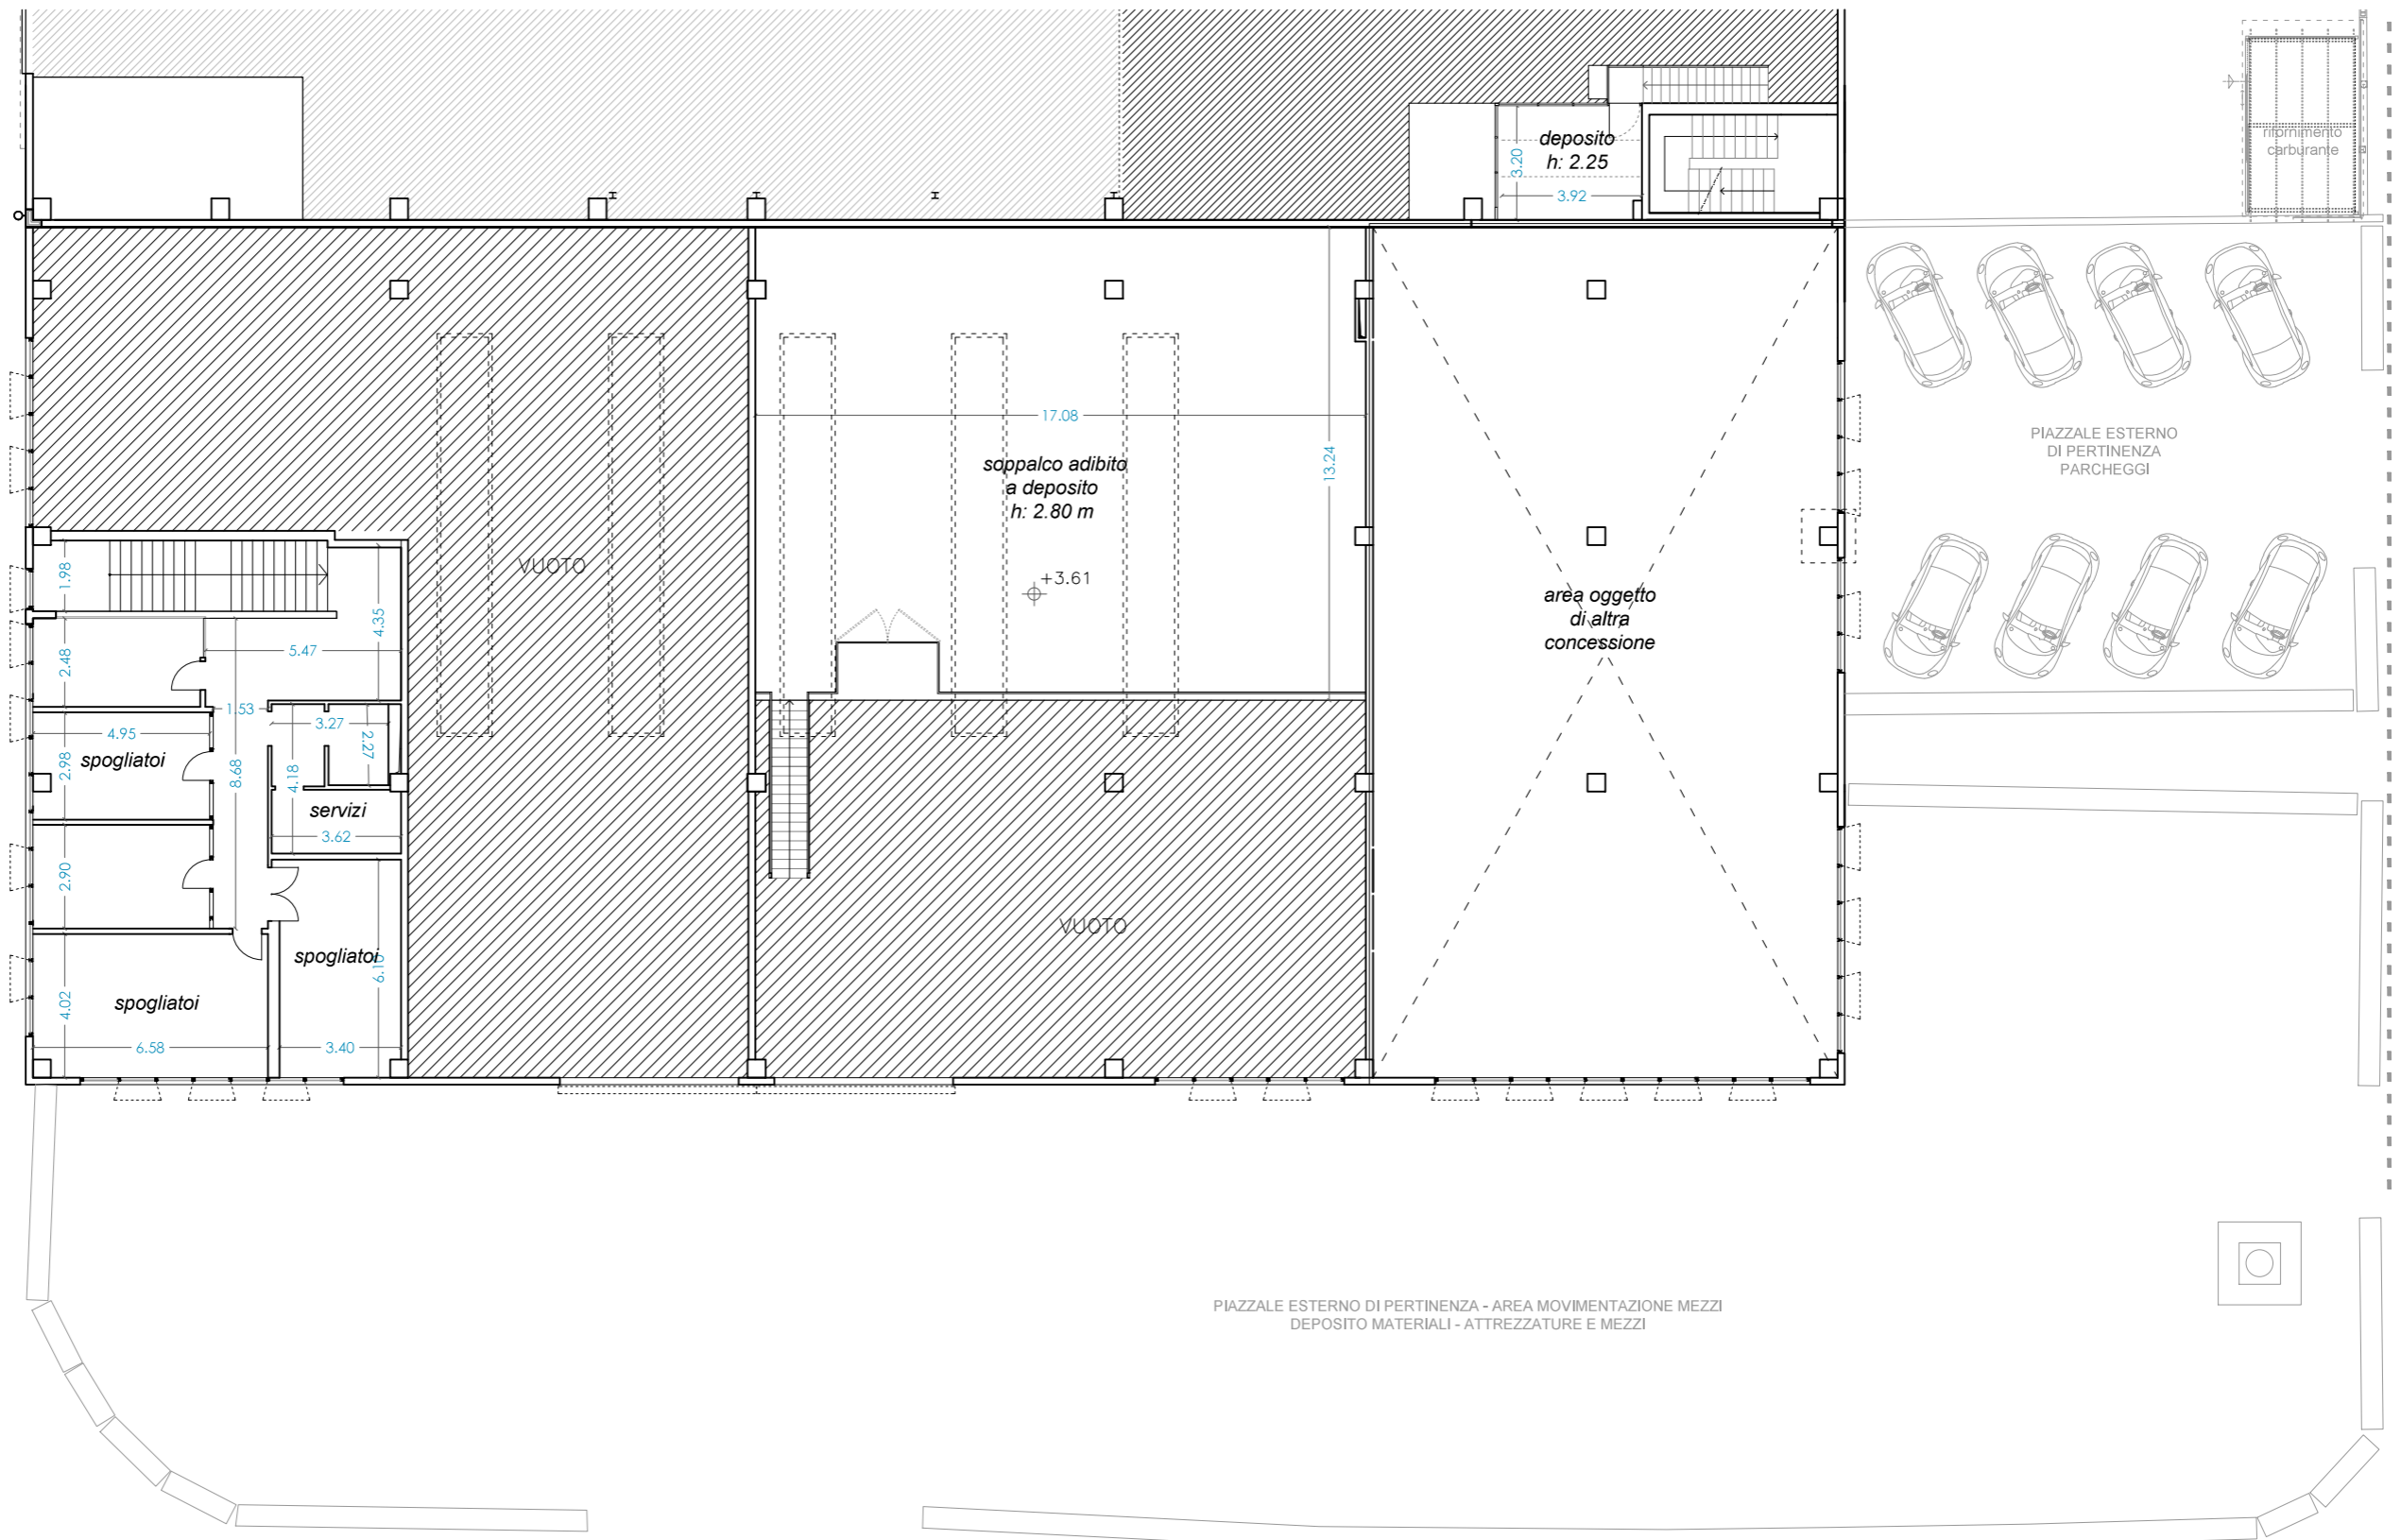 deposito
h: 2.25
3.20
3.92
rifornimento
carburante
17.08
13.24
soppalco adibito
a deposito
h: 2.80 m
+3.61
VUOTO
PIAZZALE ESTERNO
DI PERTINENZA
PARCHEGGI
area oggetto
di altra
concessione
1.98
4.35
5.47
2.48
1.53
3.27
2.27
4.95
spogliatoi
2.98
8.68
4.18
servizi
3.62
2.90
VUOTO
spogliatoi
6.10
4.02
spogliatoi
6.58
3.40
PIAZZALE ESTERNO DI PERTINENZA - AREA MOVIMENTAZIONE MEZZI
DEPOSITO MATERIALI - ATTREZZATURE E MEZZI